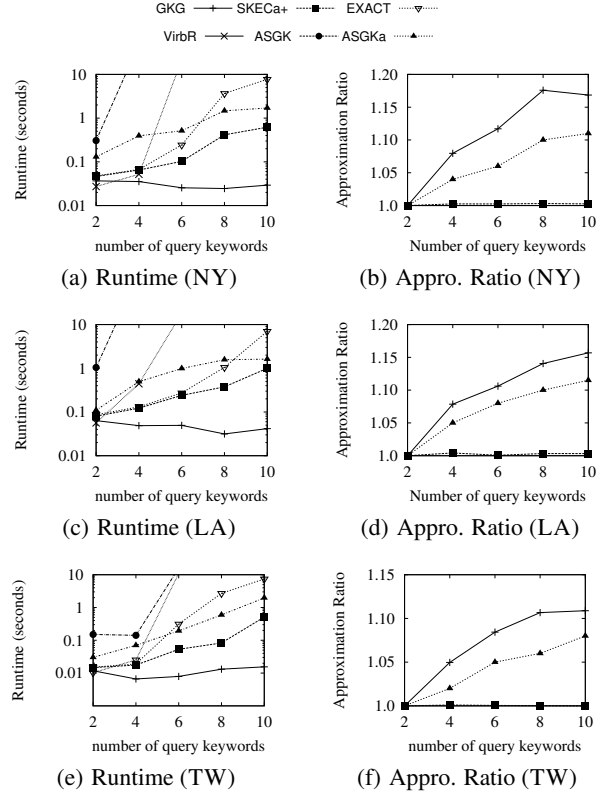 GKG SKECa+ EXACT
VirbR ASGK ASGKa
10
1
0.1
0.01
2 4 6 8 10
Runtime (seconds)
number of query keywords
(a) Runtime (NY)
1.20
1.15
1.10
1.05
1.0
2 4 6 8 10
Approximation Ratio
Number of query keywords
(b) Appro. Ratio (NY)
10
1
0.1
0.01
2 4 6 8 10
Runtime (seconds)
number of query keywords
(c) Runtime (LA)
1.20
1.15
1.10
1.05
1.0
2 4 6 8 10
Approximation Ratio
Number of query keywords
(d) Appro. Ratio (LA)
10
1
0.1
0.01
2 4 6 8 10
Runtime (seconds)
number of query keywords
(e) Runtime (TW)
1.15
1.10
1.05
1.0
2 4 6 8 10
Approximation Ratio
number of query keywords
(f) Appro. Ratio (TW)